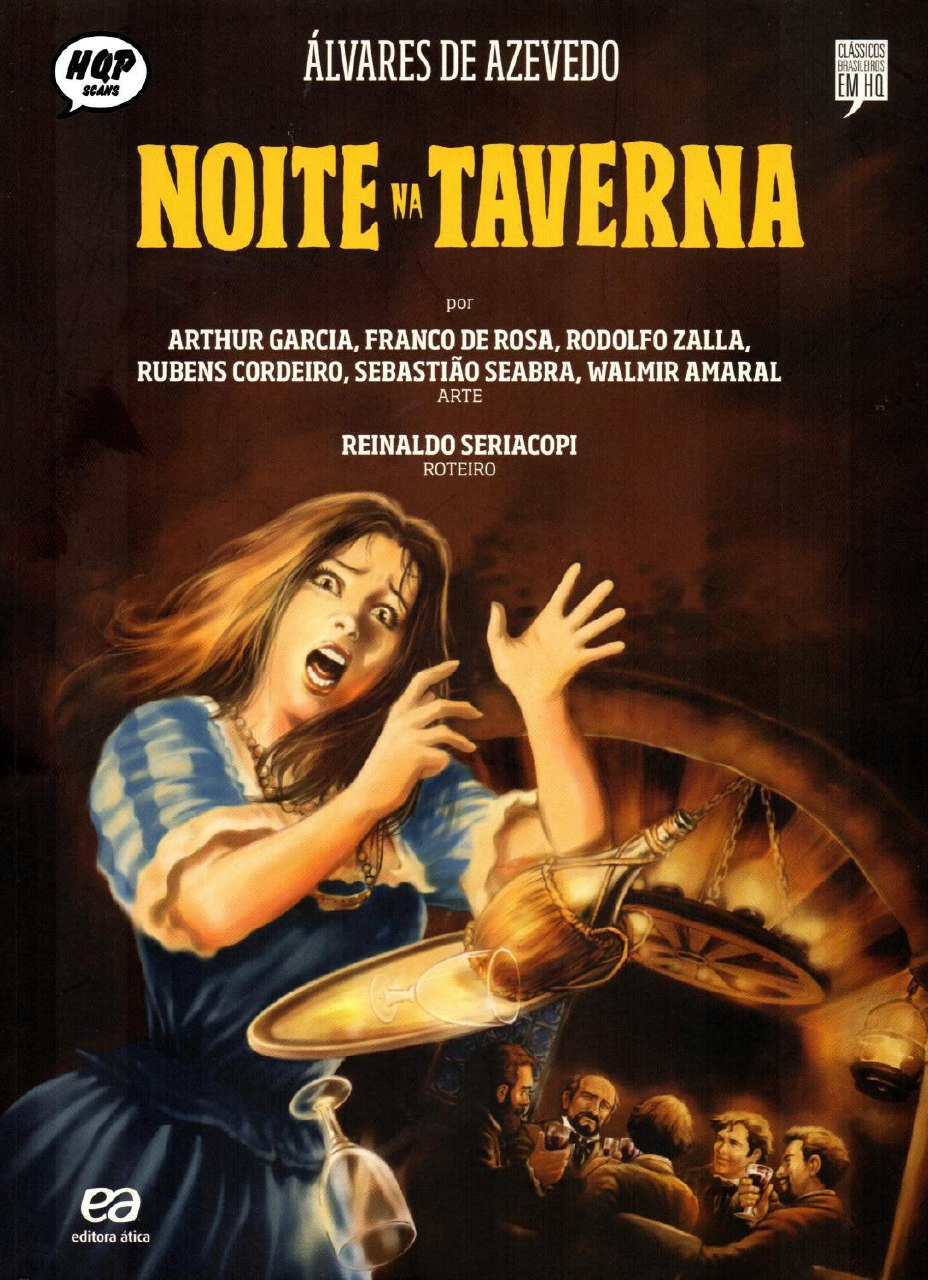 HQP
SCANS
ÁLVARES DE AZEVEDO
CLÁSSICOS
BRASILEIROS
EM HQ
NOITE NA TAVERNA
por
ARTHUR GARCIA, FRANCO DE ROSA, RODOLFO ZALLA,
RUBENS CORDEIRO, SEBASTIÃO SEABRA, WALMIR AMARAL
ARTE
REINALDO SERIACOPI
ROTEIRO
ea
editora ática